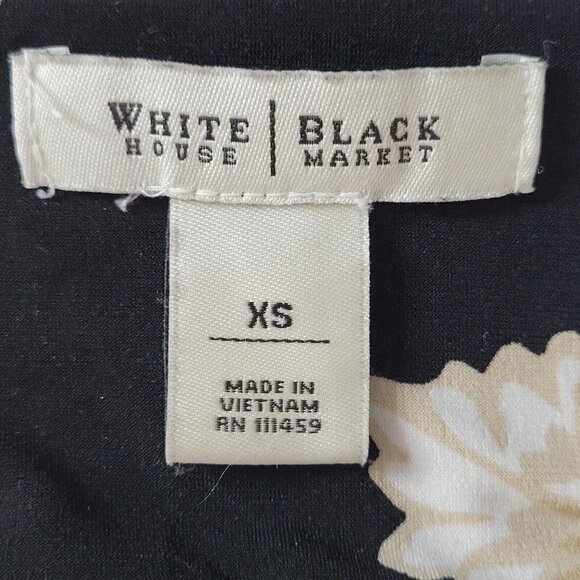 WHITE | BLACK
HOUSE | MARKET
XS
MADE IN
VIETNAM
RN 111459